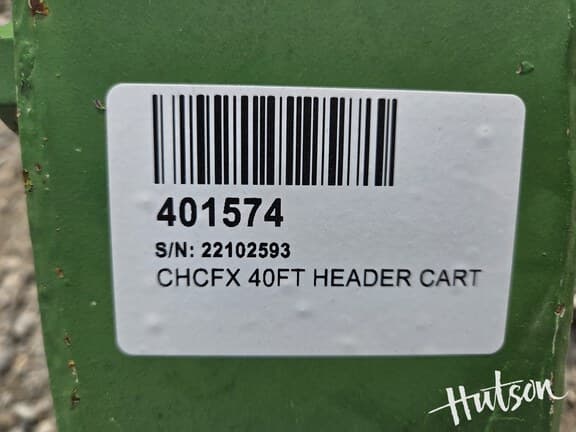 401574
S/N: 22102593
CHCFX 40FT HEADER CART
Hutson